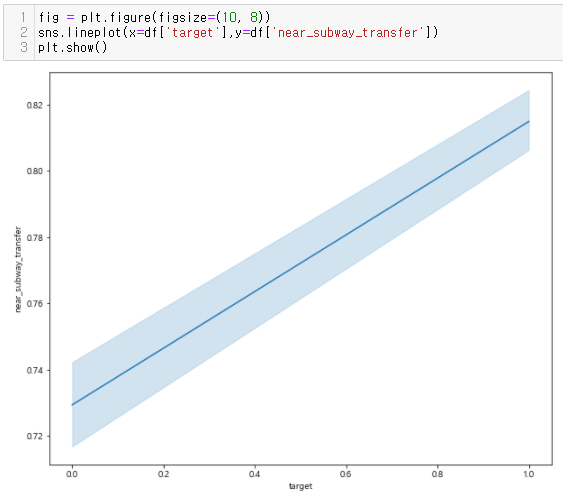 1 fig = plt.figure(figsize=(10, 8))
2 sns.lineplot(x=df['target'],y=df['near_subway_transfer'])
3 plt.show()
0.82
0.80
0.78
0.76
0.74
0.72
near_subway_transfer
0.0 0.2 0.4 0.6 0.8 1.0
target